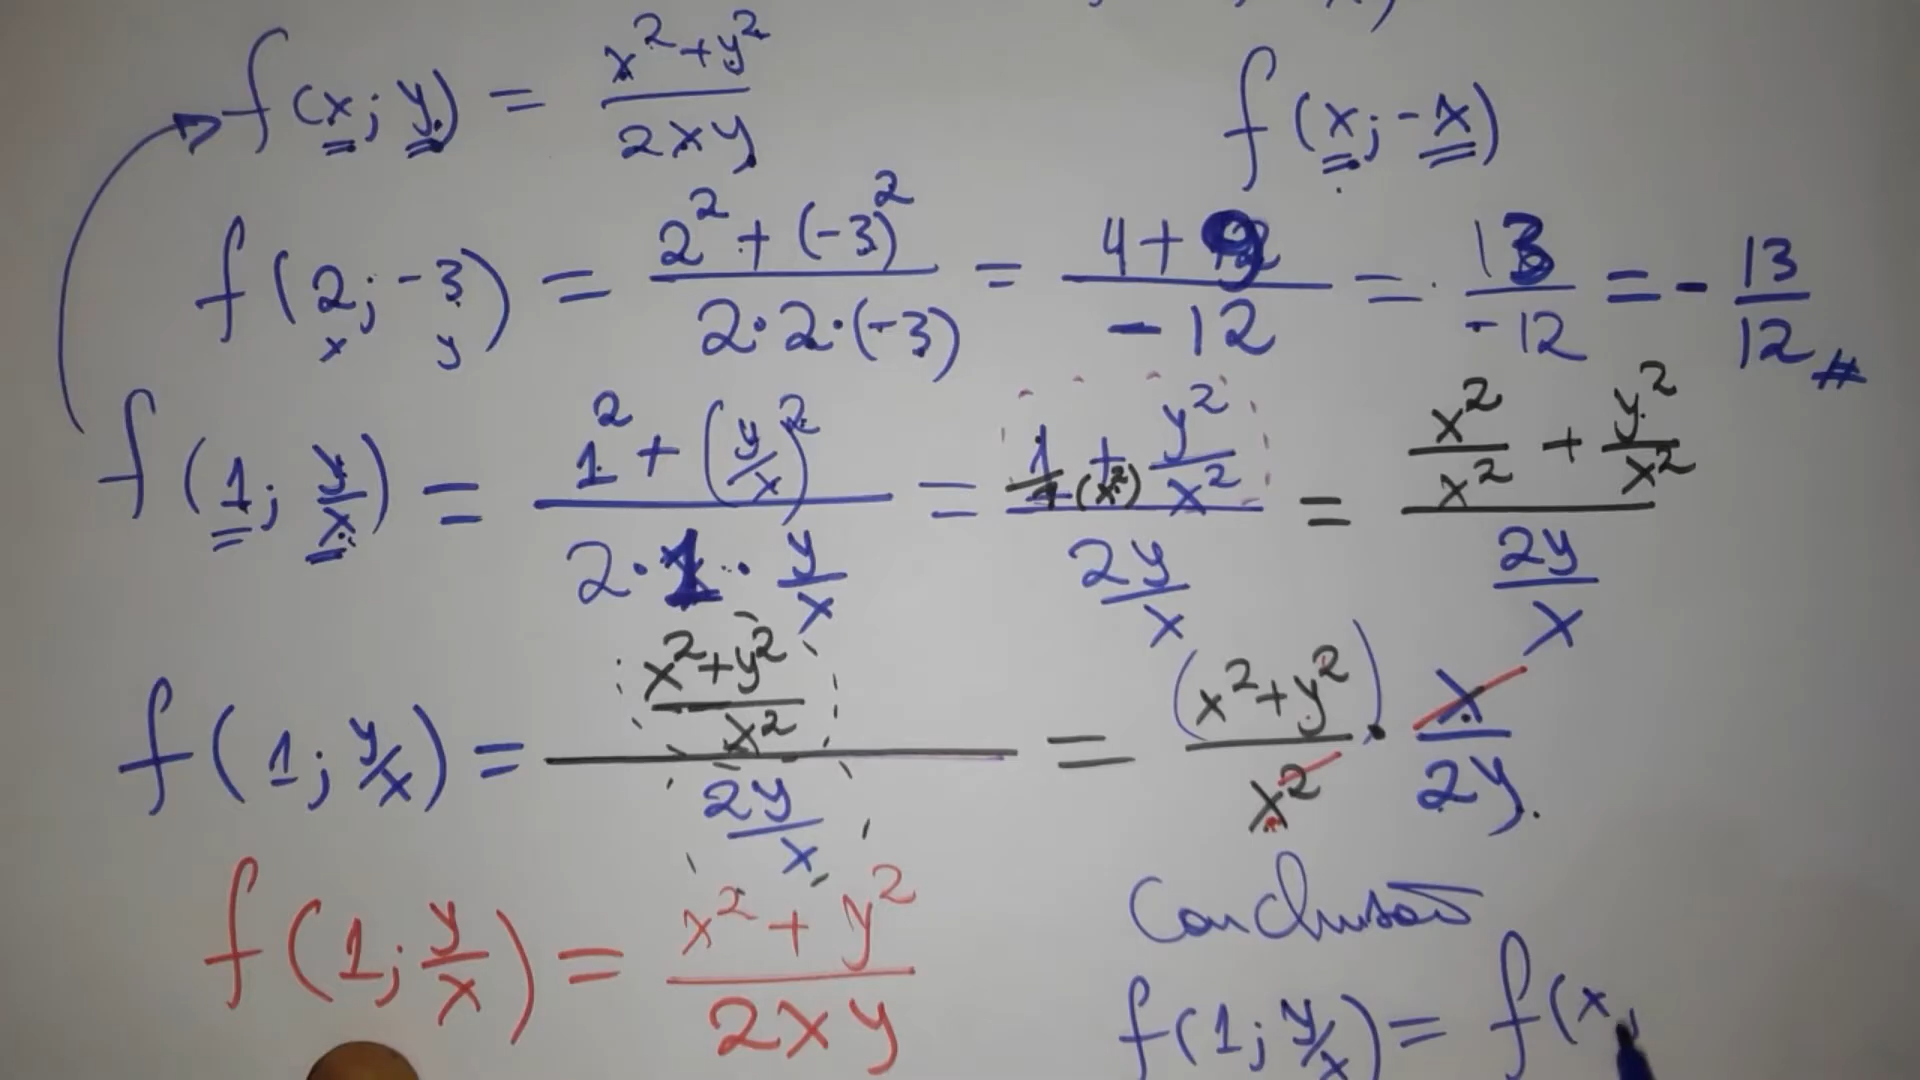 f(x; y) = x²+y² / 2xy
f(x; -x)
f(2; -3) = 2² + (-3)² / 2·2·(-3) = 4+9 / -12 = 13 / -12 = - 13/12 #
x y
f(1; y/x) = 1² + (y/x)² / 2·1·y/x = 1/1(x²) + y²/x² / 2y/x = x²/x² + y²/x² / 2y/x
f(1; y/x) = x²+y²/x² / 2y/x = (x²+y²)/x² · x/2y
f(1; y/x) = x²+y² / 2xy
Conclusão
f(1; y/x) = f(x,